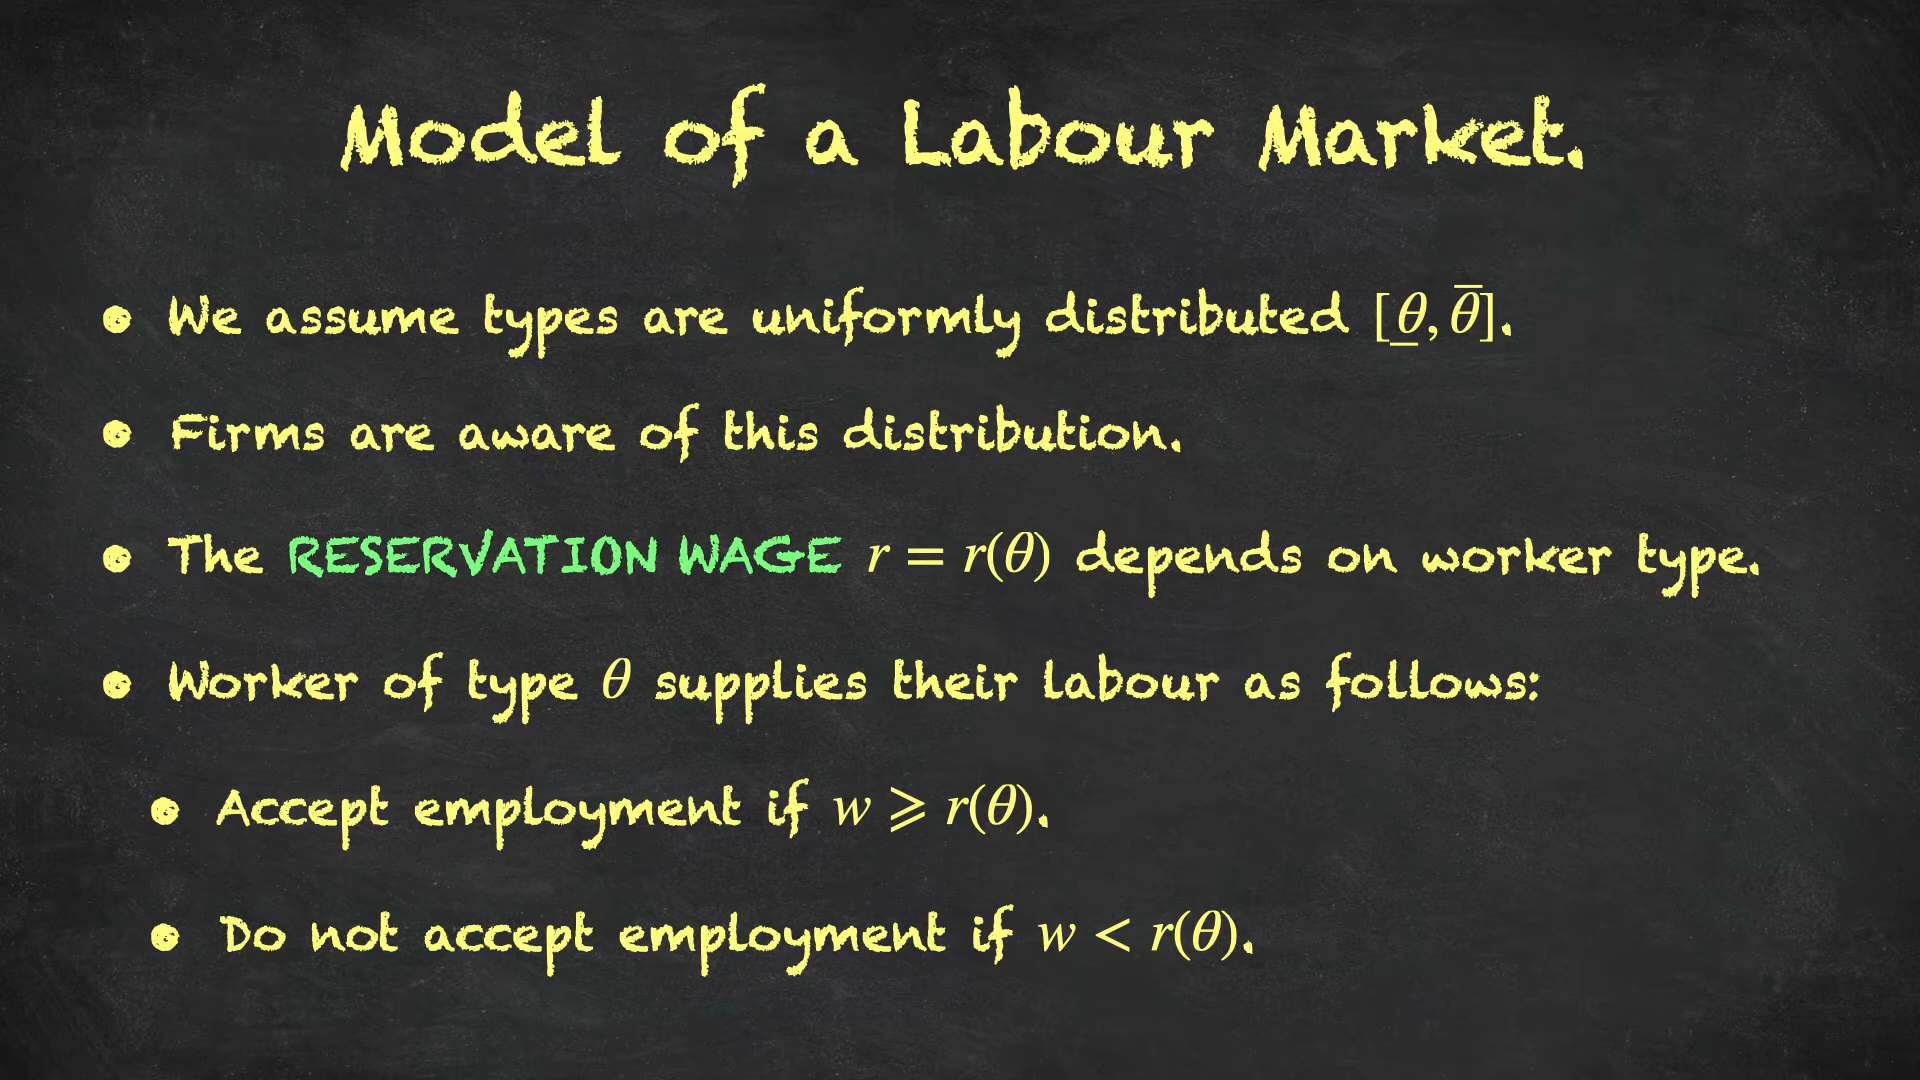 Model of a Labour Market.
• We assume types are uniformly distributed [θ̲, θ̄].
• Firms are aware of this distribution.
• The RESERVATION WAGE r = r(θ) depends on worker type.
• Worker of type θ supplies their labour as follows:
• Accept employment if w ⩾ r(θ).
• Do not accept employment if w < r(θ).